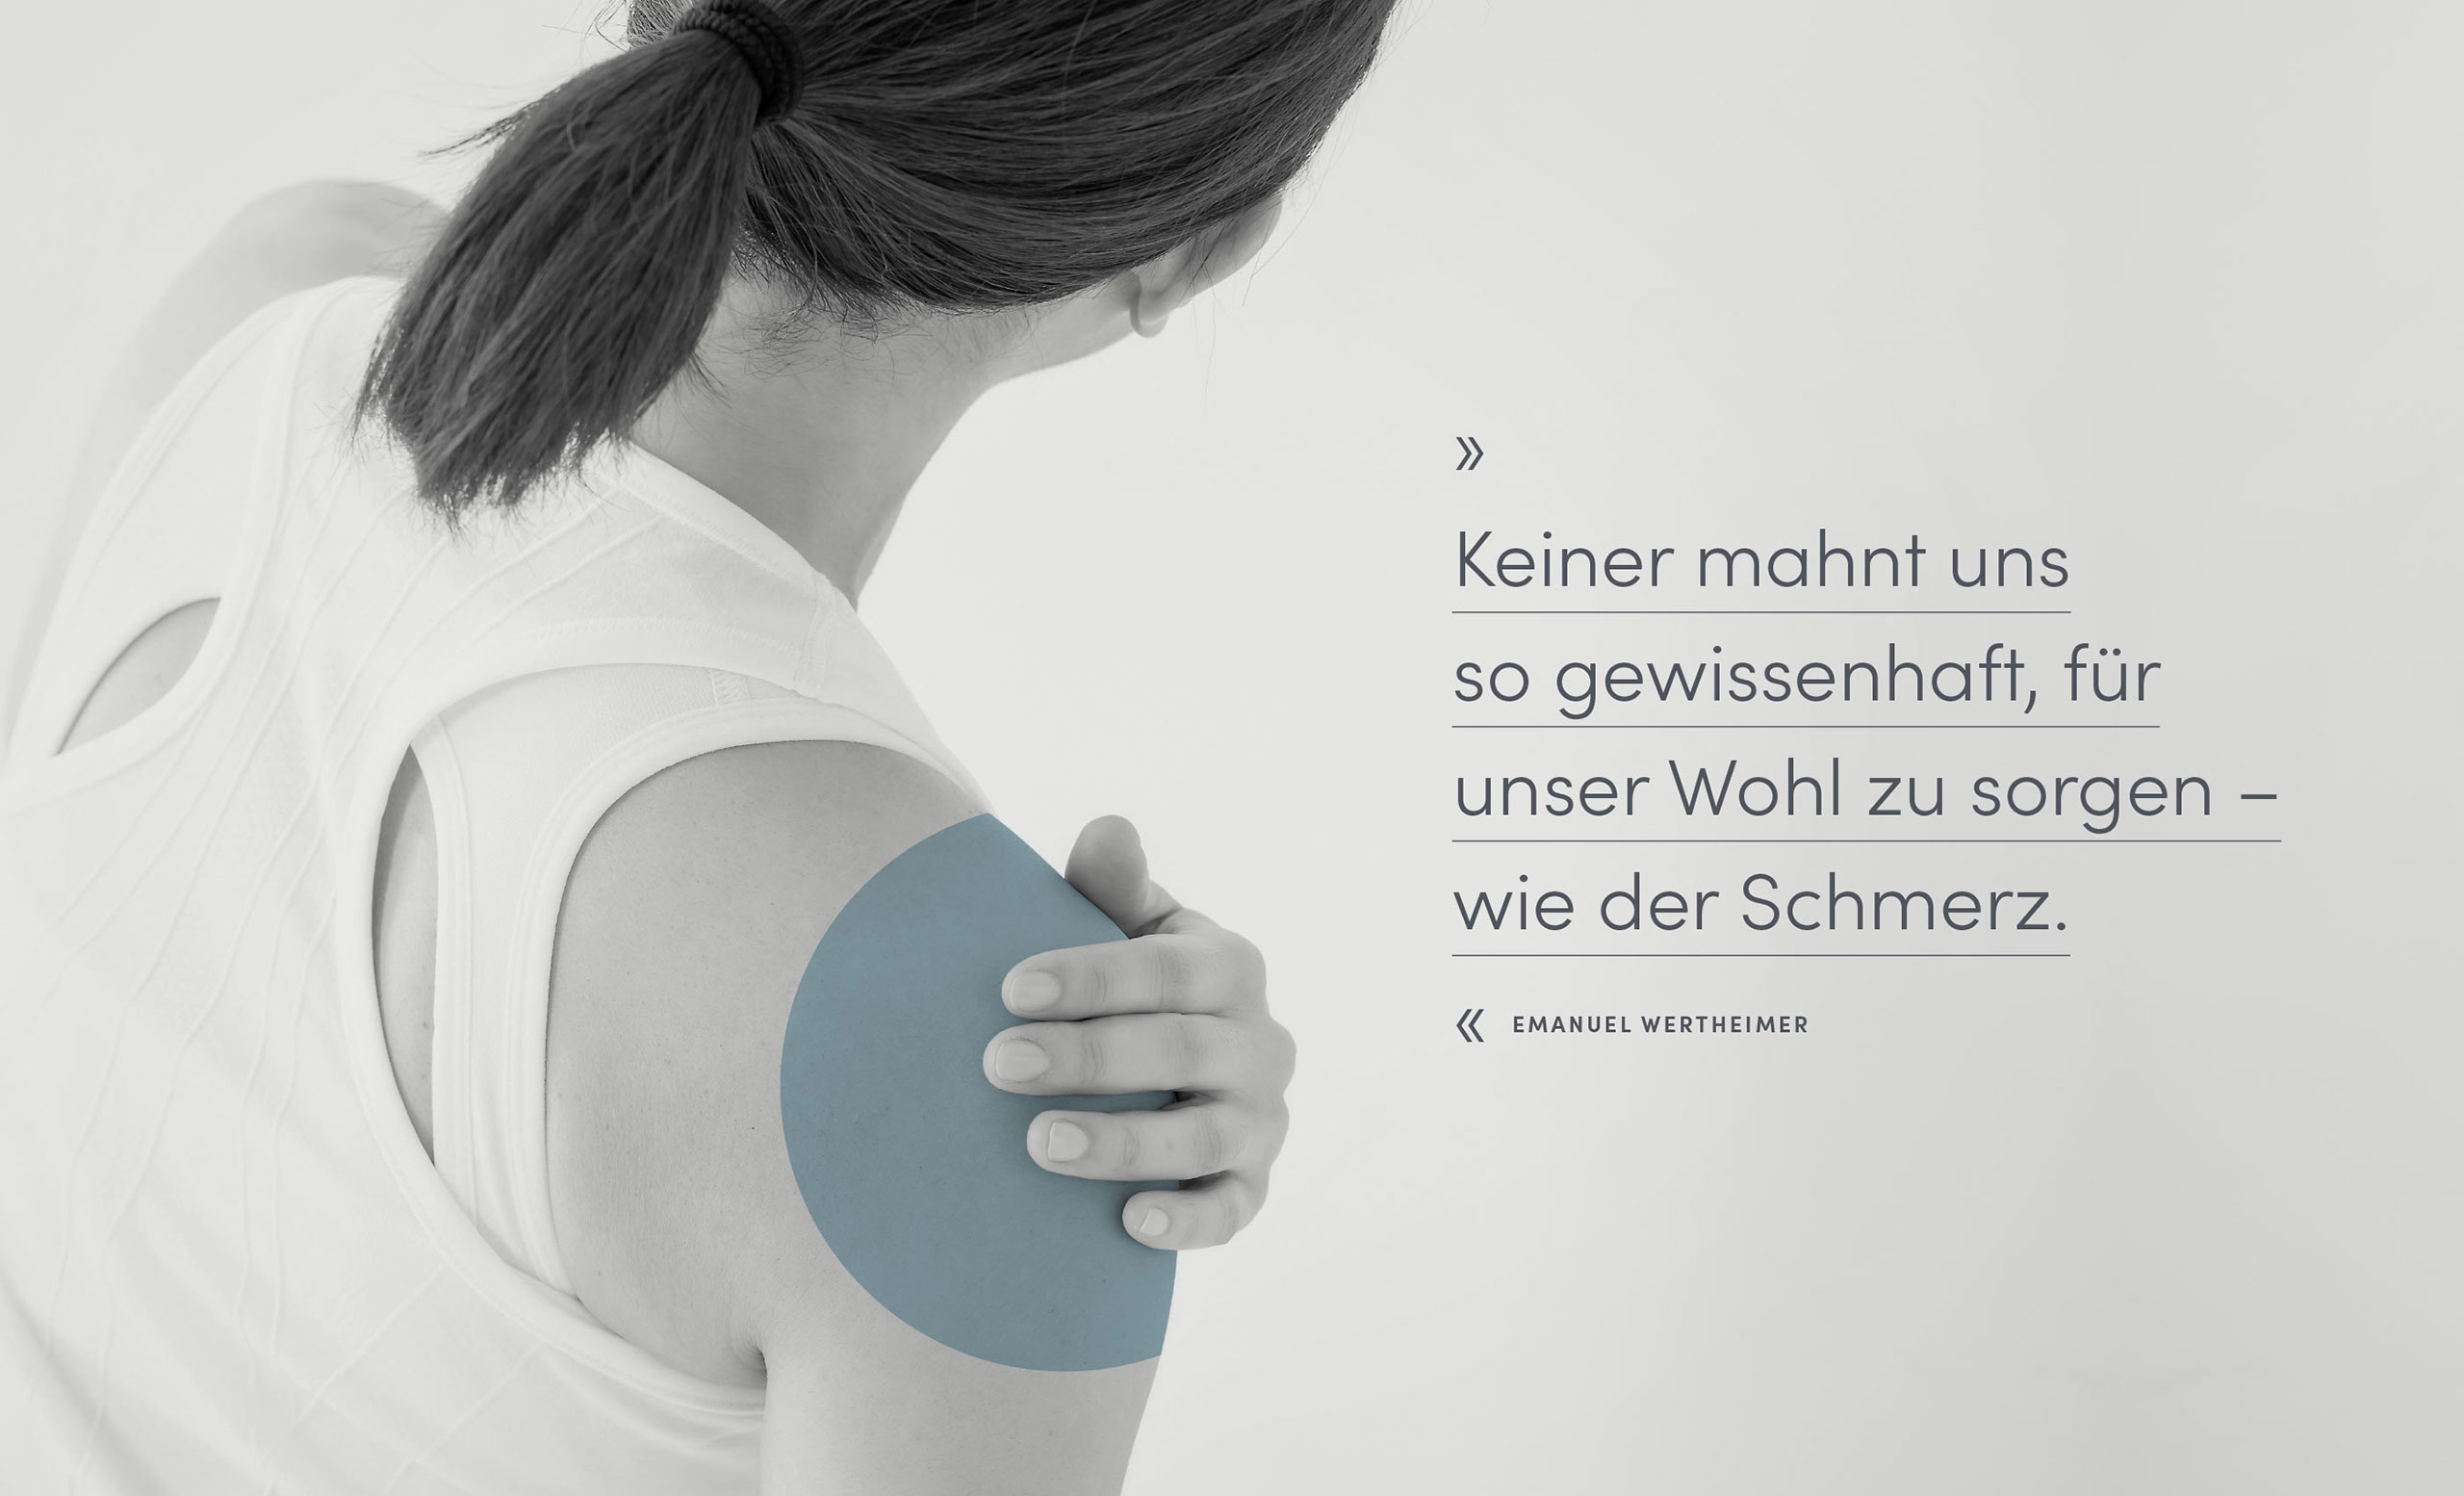 »
Keiner mahnt uns
so gewissenhaft, für
unser Wohl zu sorgen –
wie der Schmerz.
« EMANUEL WERTHEIMER